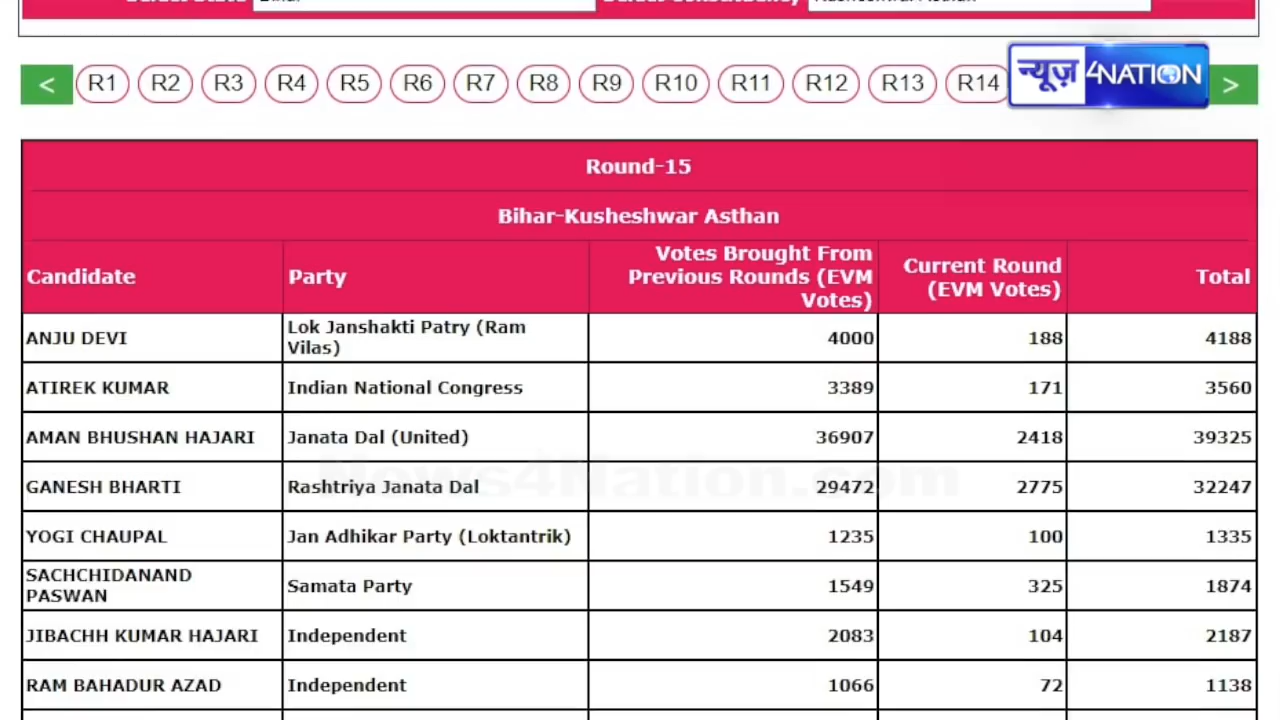 < R1 R2 R3 R4 R5 R6 R7 R8 R9 R10 R11 R12 R13 R14 न्यूज़ 4NATION >
Round-15
Bihar-Kusheshwar Asthan
Candidate Party Votes Brought From Previous Rounds (EVM Votes) Current Round (EVM Votes) Total
ANJU DEVI Lok Janshakti Patry (Ram Vilas) 4000 188 4188
ATIREK KUMAR Indian National Congress 3389 171 3560
AMAN BHUSHAN HAJARI Janata Dal (United) 36907 2418 39325
News4Nation.com
GANESH BHARTI Rashtriya Janata Dal 29472 2775 32247
YOGI CHAUPAL Jan Adhikar Party (Loktantrik) 1235 100 1335
SACHCHIDANAND PASWAN Samata Party 1549 325 1874
JIBACHH KUMAR HAJARI Independent 2083 104 2187
RAM BAHADUR AZAD Independent 1066 72 1138